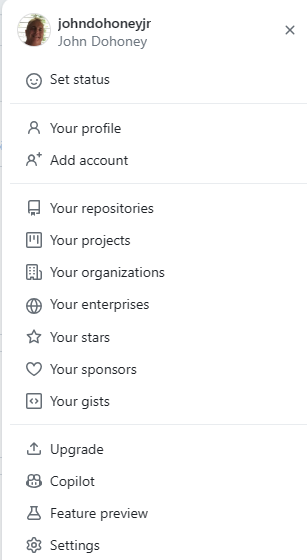 johndohoneyjr
John Dohoney
Set status
Your profile
Add account
Your repositories
Your projects
Your organizations
Your enterprises
Your stars
Your sponsors
Your gists
Upgrade
Copilot
Feature preview
Settings